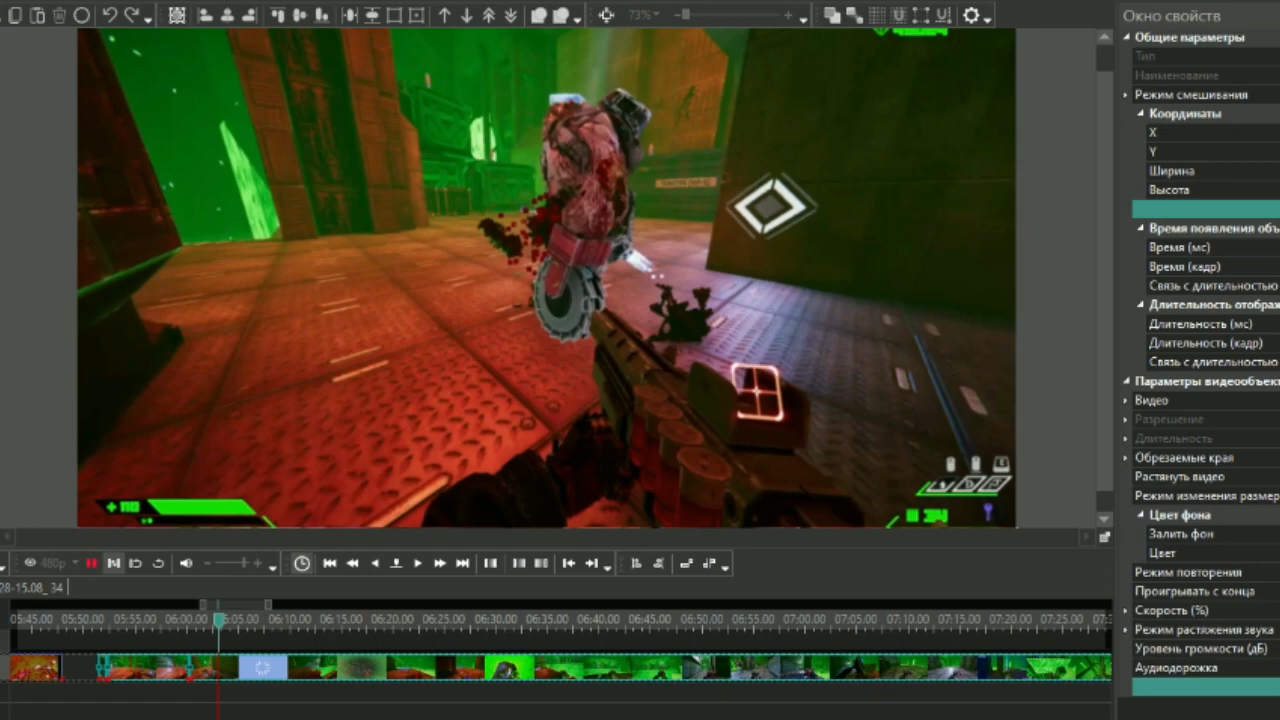 73%
Окно свойств
Общие параметры
Тип
Наименование
Режим смешивания
Координаты
X
Y
Ширина
Высота
Время появления объ
Время (мс)
Время (кадр)
Связь с длительностью
Длительность отображ
Длительность (мс)
Длительность (кадр)
Связь с длительностью
Параметры видеообъект
Видео
Разрешение
Длительность
Обрезаемые края
Растянуть видео
Режим изменения размер
Цвет фона
Залить фон
Цвет
Режим повторения
Проигрывать с конца
Скорость (%)
Режим растяжения звука
Уровень громкости (дБ)
Аудиодорожка
+ 110
34
480p
28-15.08_ 34
05:45.00 05:50.00 05:55.00 06:00.00 06:05.00 06:10.00 06:15.00 06:20.00 06:25.00 06:30.00 06:35.00 06:40.00 06:45.00 06:50.00 06:55.00 07:00.00 07:05.00 07:10.00 07:15.00 07:20.00 07:25.00